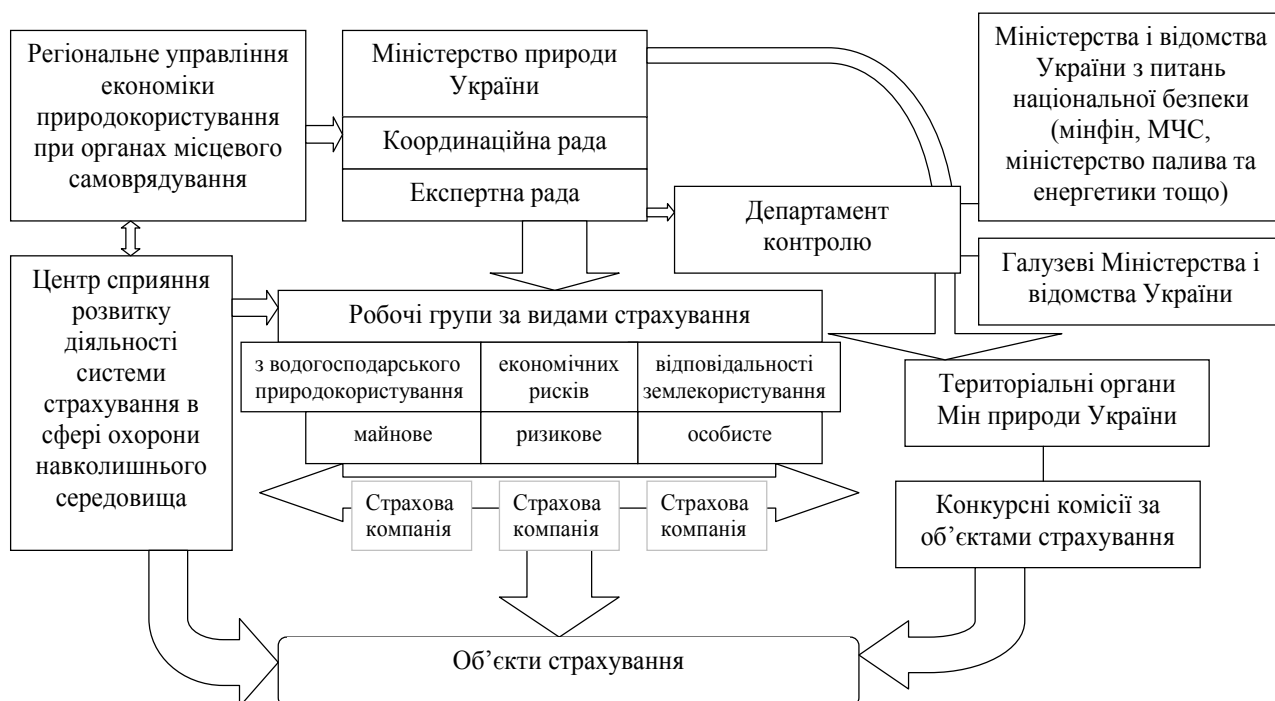 Регіональне управління
економіки
природокористування
при органах місцевого
самоврядування
Міністерство природи
України
Координаційна рада
Експертна рада
Міністерства і відомства
України з питань
національної безпеки
(мінфін, МЧС,
міністерство палива та
енергетики тощо)
Департамент
контролю
Галузеві Міністерства і
відомства України
Центр сприяння
розвитку
діяльності
системи
страхування в
сфері охорони
навколишнього
середовища
Робочі групи за видами страхування
з водогосподарського
природокористування
економічних
рисків
відповідальності
землекористування
майнове
ризикове
особисте
Страхова
компанія
Страхова
компанія
Страхова
компанія
Територіальні органи
Мін природи України
Конкурсні комісії за
об’єктами страхування
Об’єкти страхування